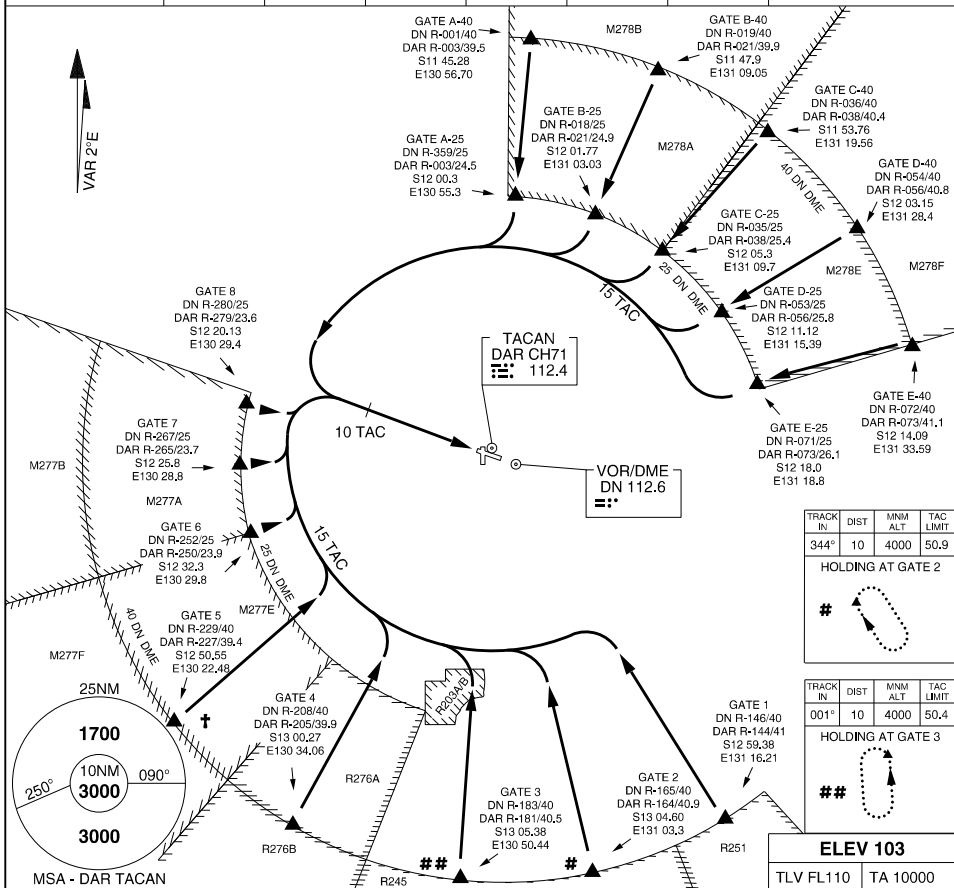 GATE A-40
DN R-001/40
DAR R-003/39.5
S11 45.28
E130 56.70
M278B
GATE B-40
DN R-019/40
DAR R-021/39.9
S11 47.9
E131 09.05
VAR 2°E
GATE B-25
DN R-018/25
DAR R-021/24.9
S12 01.77
E131 03.03
GATE C-40
DN R-036/40
DAR R-038/40.4
S11 53.76
E131 19.56
GATE A-25
DN R-359/25
DAR R-003/24.5
S12 00.3
E130 55.3
M278A
40 DN DME
GATE D-40
DN R-054/40
DAR R-056/40.8
S12 03.15
E131 28.4
GATE C-25
DN R-035/25
DAR R-038/25.4
S12 05.3
E131 09.7
25 DN DME
M278E
M278F
15 TAC
GATE D-25
DN R-053/25
DAR R-056/25.8
S12 11.12
E131 15.39
GATE 8
DN R-280/25
DAR R-279/23.6
S12 20.13
E130 29.4
TACAN
DAR CH71
112.4
GATE E-40
DN R-072/40
DAR R-073/41.1
S12 14.09
E131 33.59
GATE E-25
DN R-071/25
DAR R-073/26.1
S12 18.0
E131 18.8
10 TAC
GATE 7
DN R-267/25
DAR R-265/23.7
S12 25.8
E130 28.8
M277B
M277A
VOR/DME
DN 112.6
GATE 6
DN R-252/25
DAR R-250/23.9
S12 32.3
E130 29.8
25 DN DME
15 TAC
TRACK IN DIST MNM ALT TAC LIMIT
344° 10 4000 50.9
HOLDING AT GATE 2
#
M277E
40 DN DME
GATE 5
DN R-229/40
DAR R-227/39.4
S12 50.55
E130 22.48
M277F
†
R203A/B
TRACK IN DIST MNM ALT TAC LIMIT
001° 10 4000 50.4
HOLDING AT GATE 3
##
25NM
1700
10NM
3000
250°
090°
3000
MSA - DAR TACAN
GATE 4
DN R-208/40
DAR R-205/39.9
S13 00.27
E130 34.06
R276A
R276B
R245
GATE 3
DN R-183/40
DAR R-181/40.5
S13 05.38
E130 50.44
##
GATE 2
DN R-165/40
DAR R-164/40.9
S13 04.60
E131 03.3
#
GATE 1
DN R-146/40
DAR R-144/41
S12 59.38
E131 16.21
R251
ELEV 103
TLV FL110 TA 10000